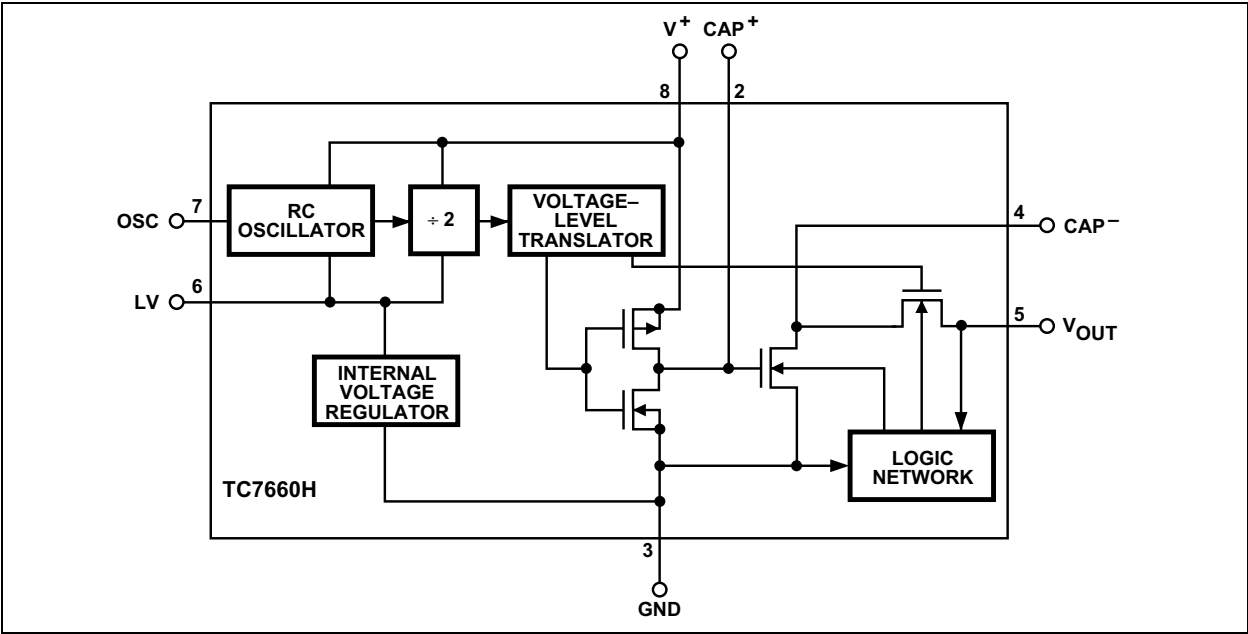 V+ CAP+
8 2
OSC 7
RC
OSCILLATOR
÷ 2
VOLTAGE–
LEVEL
TRANSLATOR
4 CAP–
LV 6
5 VOUT
INTERNAL
VOLTAGE
REGULATOR
LOGIC
NETWORK
TC7660H
3
GND